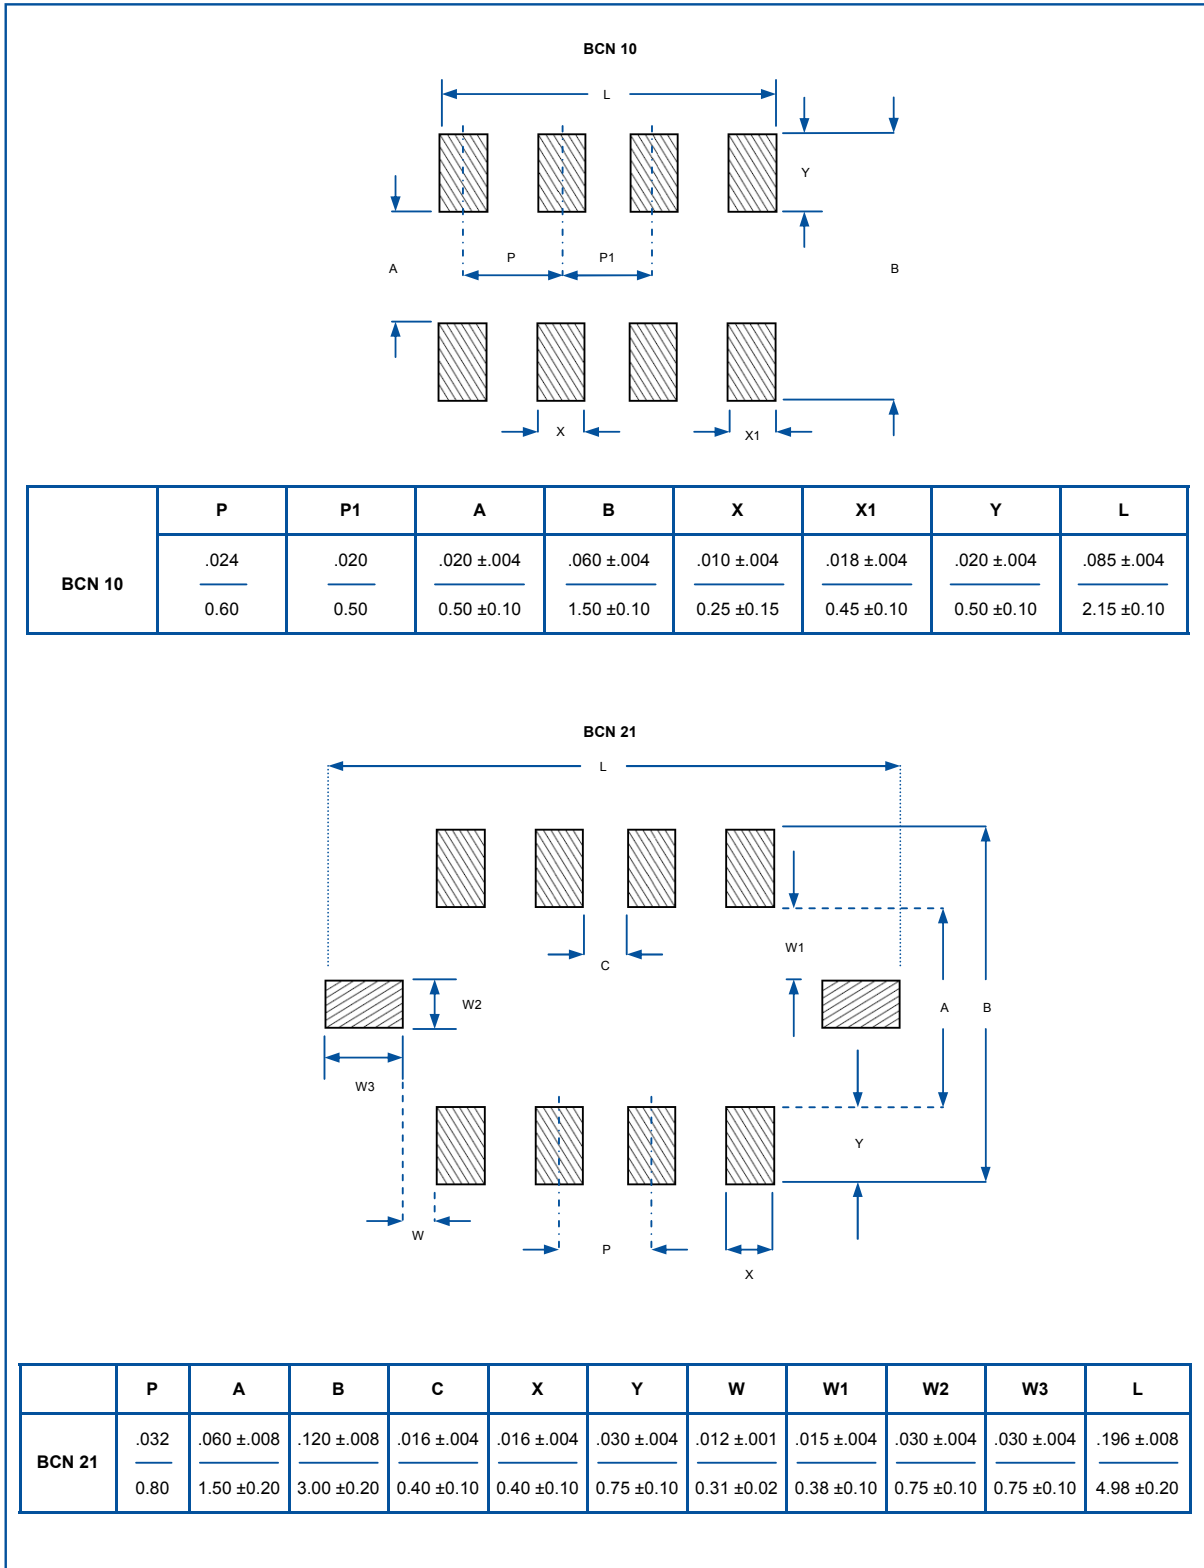 BCN 10
L
Y
A
P
P1
B
X
X1
P P1 A B X X1 Y L
.024 .020 .020 ±.004 .060 ±.004 .010 ±.004 .018 ±.004 .020 ±.004 .085 ±.004
BCN 10
0.60 0.50 0.50 ±0.10 1.50 ±0.10 0.25 ±0.15 0.45 ±0.10 0.50 ±0.10 2.15 ±0.10
BCN 21
L
W1
C
W2
A
B
W3
Y
W
P
X
P A B C X Y W W1 W2 W3 L
.032 .060 ±.008 .120 ±.008 .016 ±.004 .016 ±.004 .030 ±.004 .012 ±.001 .015 ±.004 .030 ±.004 .030 ±.004 .196 ±.008
BCN 21
0.80 1.50 ±0.20 3.00 ±0.20 0.40 ±0.10 0.40 ±0.10 0.75 ±0.10 0.31 ±0.02 0.38 ±0.10 0.75 ±0.10 0.75 ±0.10 4.98 ±0.20